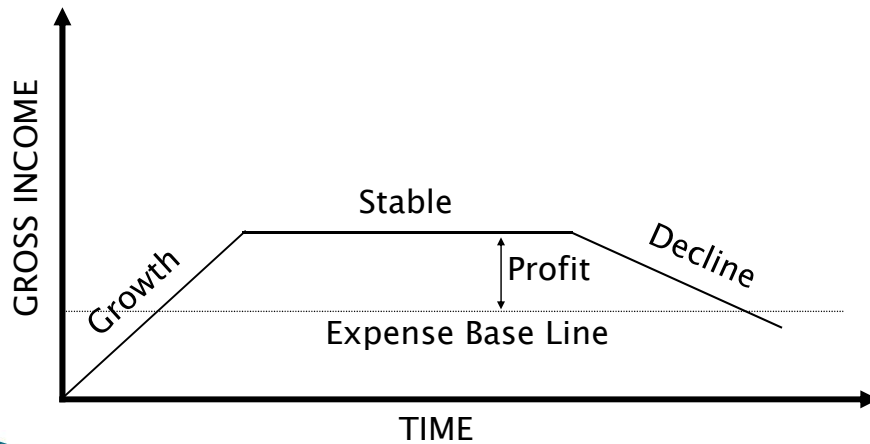 GROSS INCOME
Stable
Growth
Decline
Profit
Expense Base Line
TIME